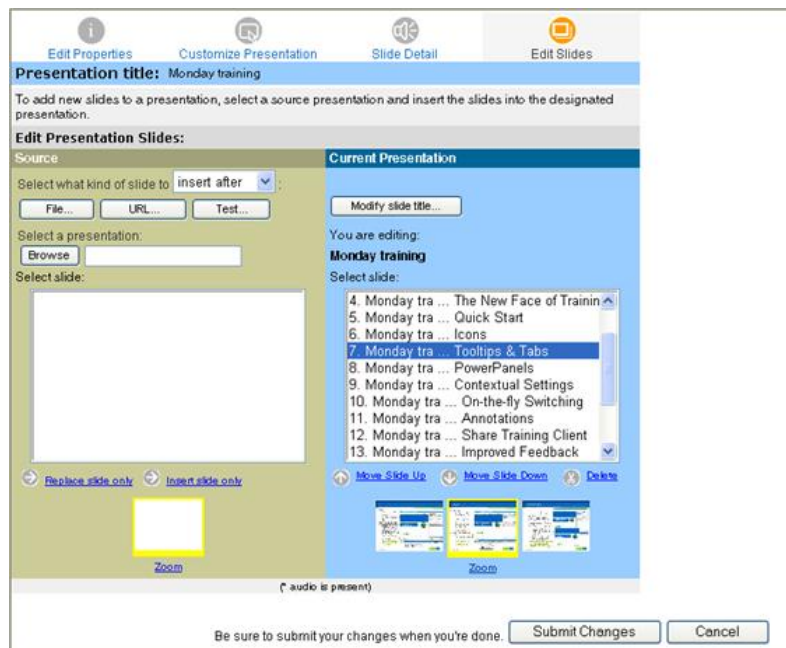 Edit Properties Customize Presentation Slide Detail Edit Slides
Presentation title: Monday training
To add new slides to a presentation, select a source presentation and insert the slides into the designated
presentation.
Edit Presentation Slides:
Source
Select what kind of slide to insert after :
File... URL... Test...
Select a presentation:
Browse
Select slide:
Replace slide only Insert slide only
Zoom
Current Presentation
Modify slide title...
You are editing:
Monday training
Select slide:
4. Monday tra ... The New Face of Trainin
5. Monday tra ... Quick Start
6. Monday tra ... Icons
7. Monday tra ... Tooltips & Tabs
8. Monday tra ... PowerPanels
9. Monday tra ... Contextual Settings
10. Monday tra ... On-the-fly Switching
11. Monday tra ... Annotations
12. Monday tra ... Share Training Client
13. Monday tra ... Improved Feedback
Move Slide Up Move Slide Down Delete
Zoom
(* audio is present)
Be sure to submit your changes when you're done. Submit Changes Cancel